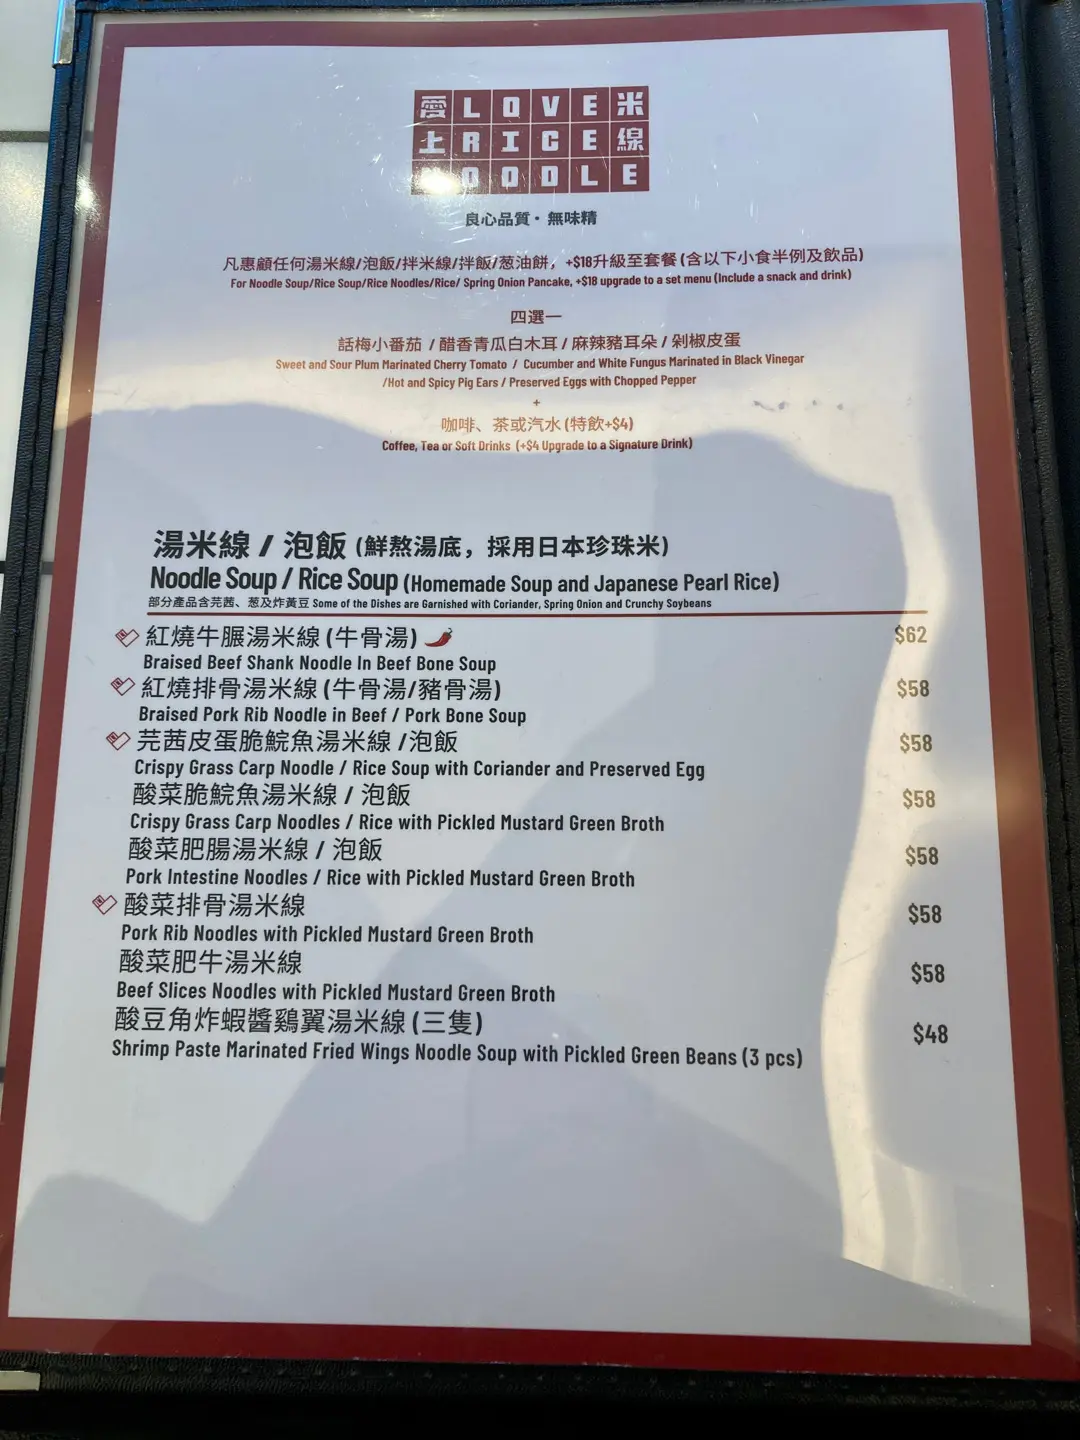 愛LOVE米
上RICE線
OODLE
良心品質·無味精
凡惠顧任何湯米線/泡飯/拌米線/拌飯/葱油餅，+$18升級至套餐(含以下小食半例及飲品)
For Noodle Soup/Rice Soup/Rice Noodles/Rice/ Spring Onion Pancake, +$18 upgrade to a set menu (Include a snack and drink)
四選一
話梅小番茄 / 醋香青瓜白木耳 / 麻辣豬耳朵 / 剁椒皮蛋
Sweet and Sour Plum Marinated Cherry Tomato / Cucumber and White Fungus Marinated in Black Vinegar
/Hot and Spicy Pig Ears / Preserved Eggs with Chopped Pepper
+
咖啡、茶或汽水 (特飲+$4)
Coffee, Tea or Soft Drinks (+$4 Upgrade to a Signature Drink)
湯米線 / 泡飯 (鮮熬湯底，採用日本珍珠米)
Noodle Soup / Rice Soup (Homemade Soup and Japanese Pearl Rice)
部分產品含芫茜、葱及炸黃豆 Some of the Dishes are Garnished with Coriander, Spring Onion and Crunchy Soybeans
紅燒牛𦟌湯米線 (牛骨湯) $62
Braised Beef Shank Noodle In Beef Bone Soup
紅燒排骨湯米線 (牛骨湯/豬骨湯) $58
Braised Pork Rib Noodle in Beef / Pork Bone Soup
芫茜皮蛋脆鯇魚湯米線 /泡飯 $58
Crispy Grass Carp Noodle / Rice Soup with Coriander and Preserved Egg
酸菜脆鯇魚湯米線 / 泡飯 $58
Crispy Grass Carp Noodles / Rice with Pickled Mustard Green Broth
酸菜肥腸湯米線 / 泡飯 $58
Pork Intestine Noodles / Rice with Pickled Mustard Green Broth
酸菜排骨湯米線 $58
Pork Rib Noodles with Pickled Mustard Green Broth
酸菜肥牛湯米線 $58
Beef Slices Noodles with Pickled Mustard Green Broth
酸豆角炸蝦醬鷄翼湯米線 (三隻) $48
Shrimp Paste Marinated Fried Wings Noodle Soup with Pickled Green Beans (3 pcs)